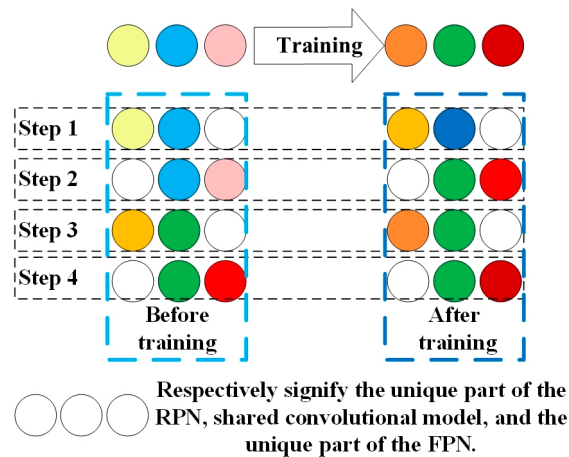 Training
Step 1
Step 2
Step 3
Step 4
Before
training
After
training
Respectively signify the unique part of the
RPN, shared convolutional model, and the
unique part of the FPN.